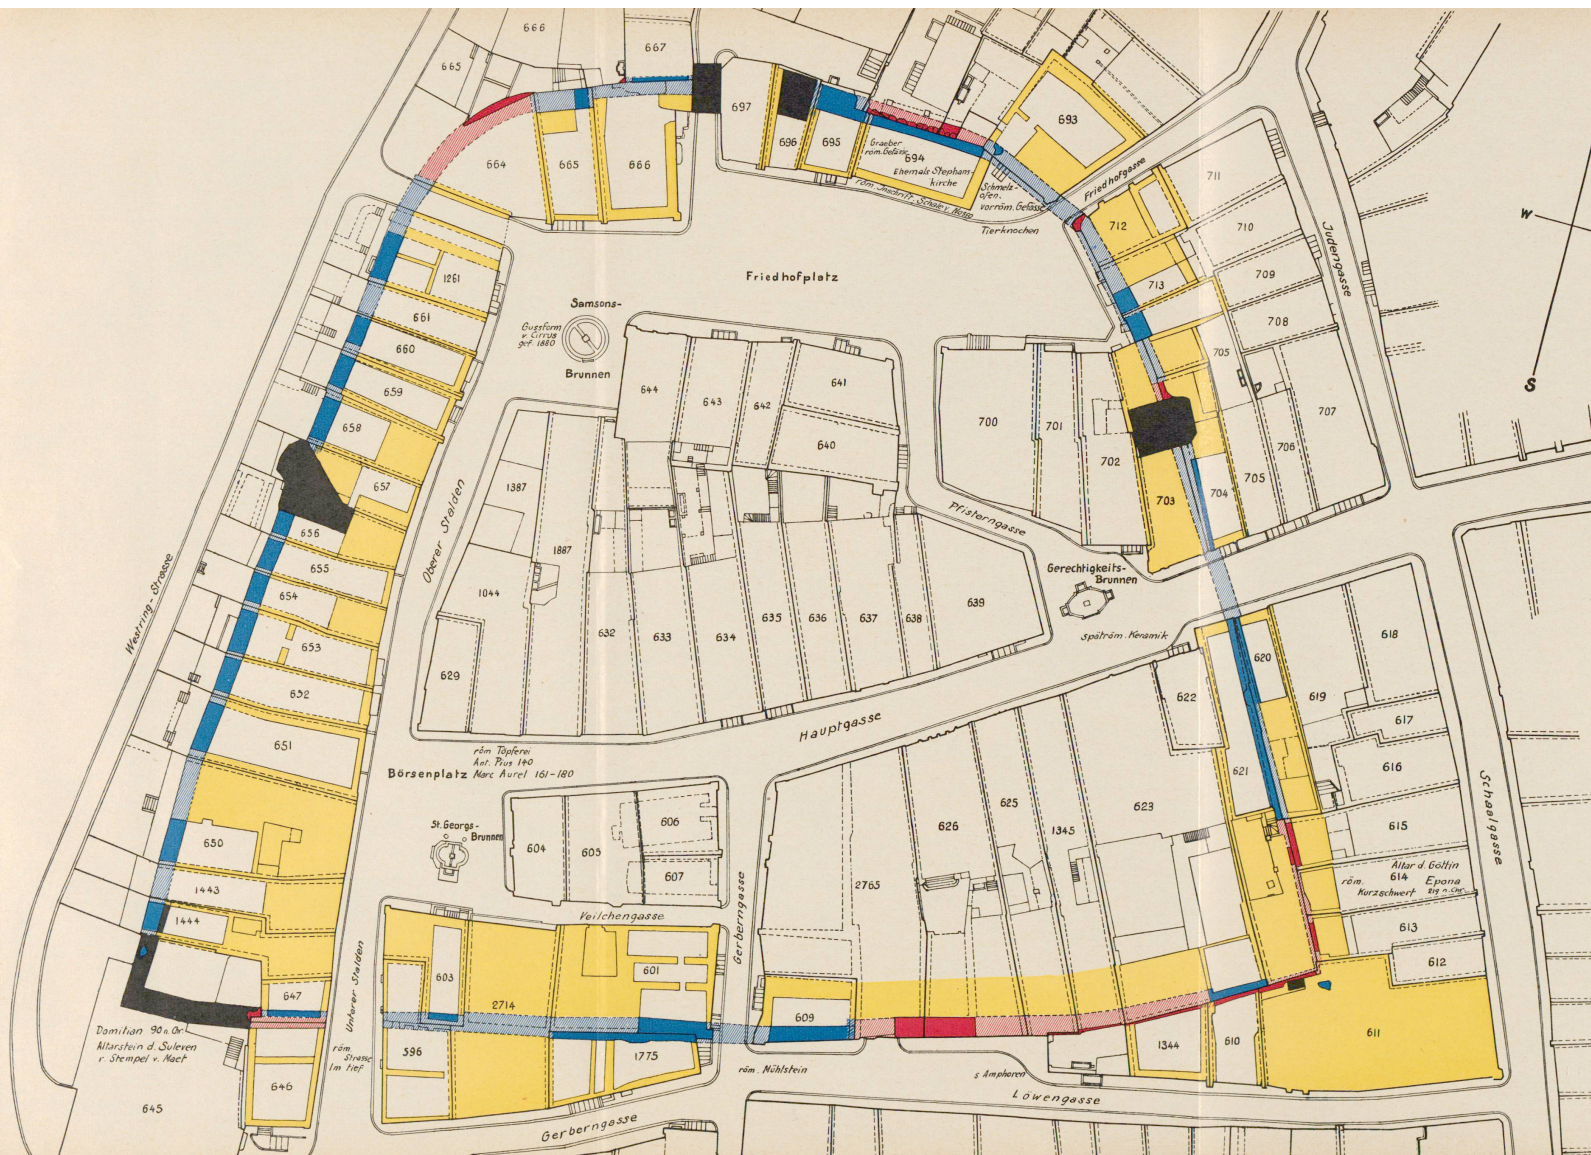 666
667
665
697
696
695
693
Graeber
röm. Gefässe
694
Ehemals Stephans-
kirche
664
665
666
röm. Inschrift. Schale v. Nosso
Schmelz-
ofen.
vorröm. Gefässe
Tierknochen
Friedhofgasse
711
712
710
Judengasse
W
S
709
713
708
1261
Friedhofplatz
Samsons-
Gussform
v. Cirrus
gef. 1880
Brunnen
661
660
659
658
657
656
655
654
653
652
651
650
1443
1444
644
643
642
641
640
700
701
702
703
704
705
705
706
707
Westring-Strasse
Oberer Stalden
1387
1887
1044
629
632
633
634
635
636
637
638
639
Pfisterngasse
Gerechtigkeits-
Brunnen
spätröm. Keramik
Hauptgasse
röm Töpferei
Ant. Pius 140
Börsenplatz Marc Aurel 161-180
St. Georgs-
Brunnen
604
605
606
607
Veilchengasse
Gerberngasse
618
619
620
617
616
622
621
615
Schaalgasse
Altar d. Göttin
röm. 614 Epona
Kurzschwert 219 n. Chr.
613
612
623
1345
625
626
2765
603
2714
601
609
647
Unterer Stalden
Domitian 90 n. Chr.
Altarstein d. Suleven
v. Stempel v. Mact
röm.
Strasse
1m tief
596
1775
646
645
röm. Mühlstein
s Amphoren
1344
610
611
Löwengasse
Gerberngasse